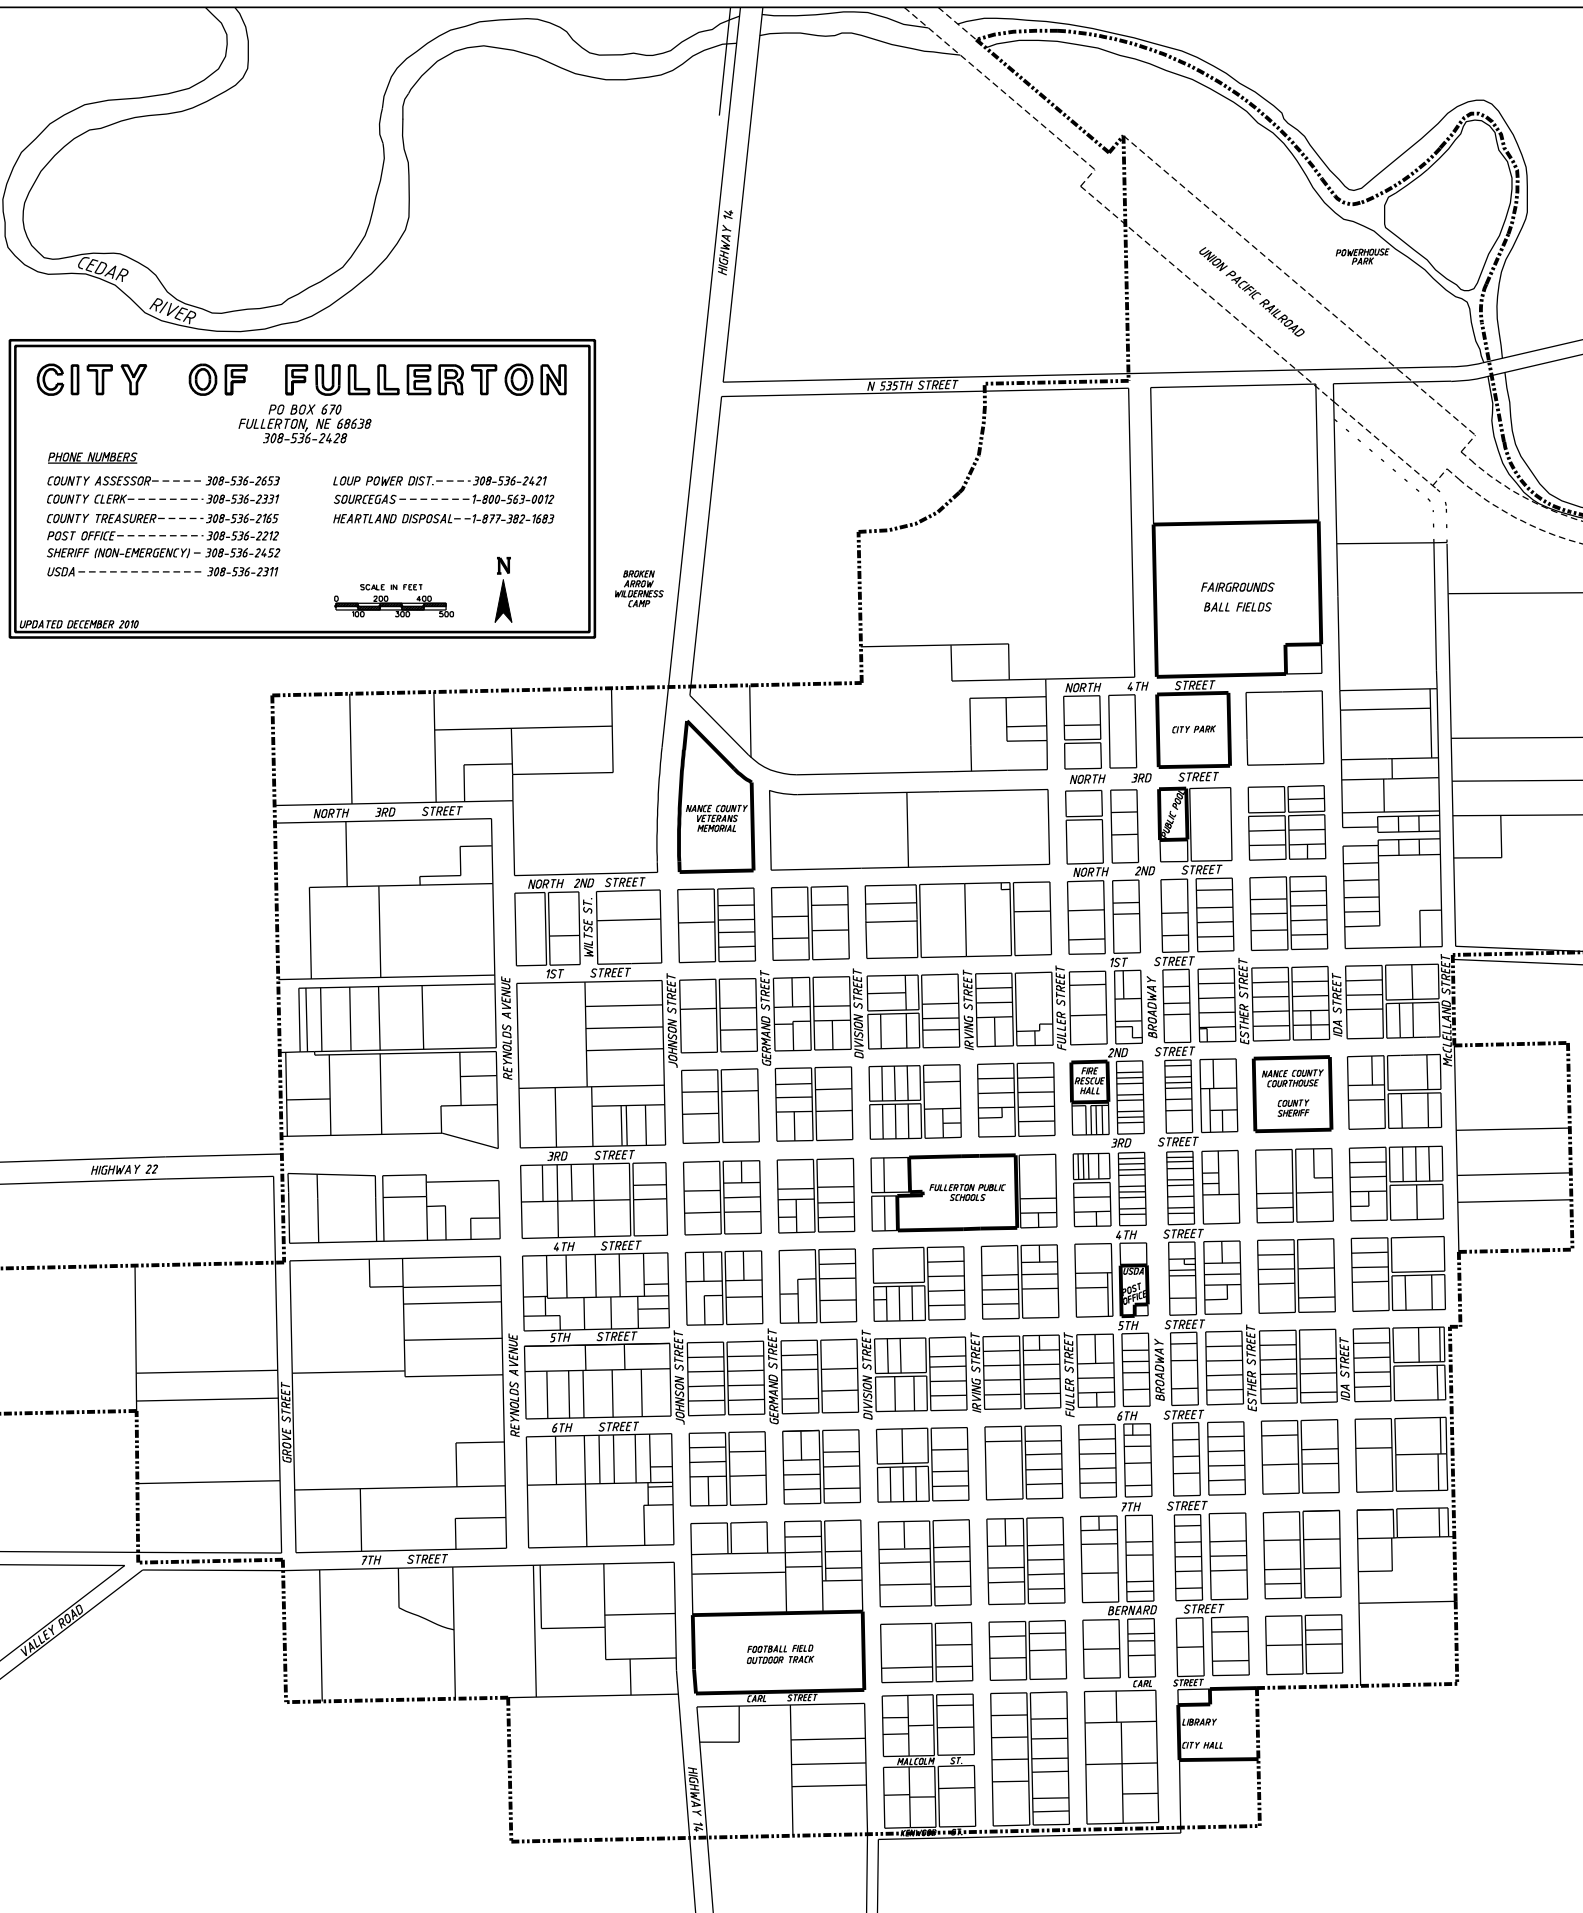 HIGHWAY 14
UNION PACIFIC RAILROAD
POWERHOUSE
PARK
CEDAR
RIVER
CITY OF FULLERTON
PO BOX 670
FULLERTON, NE 68638
308-536-2428
PHONE NUMBERS
COUNTY ASSESSOR----- 308-536-2653
COUNTY CLERK------- 308-536-2331
COUNTY TREASURER----- 308-536-2165
POST OFFICE-------- 308-536-2212
SHERIFF (NON-EMERGENCY)- 308-536-2452
USDA------------ 308-536-2311
LOUP POWER DIST.---- 308-536-2421
SOURCEGAS ------- 1-800-563-0012
HEARTLAND DISPOSAL-- 1-877-382-1683
SCALE IN FEET
0 200 400
100 300 500
N
UPDATED DECEMBER 2010
N 535TH STREET
BROKEN
ARROW
WILDERNESS
CAMP
FAIRGROUNDS
BALL FIELDS
NORTH 4TH STREET
CITY PARK
NORTH 3RD STREET
PUBLIC POOL
NANCE COUNTY
VETERANS
MEMORIAL
NORTH 3RD STREET
NORTH 2ND STREET
NORTH 2ND STREET
WILTSE ST.
1ST STREET
1ST STREET
REYNOLDS AVENUE
JOHNSON STREET
GERMAND STREET
DIVISION STREET
IRVING STREET
FULLER STREET
BROADWAY
ESTHER STREET
IDA STREET
McCLELLAND STREET
2ND STREET
FIRE
RESCUE
HALL
NANCE COUNTY
COURTHOUSE
COUNTY
SHERIFF
3RD STREET
3RD STREET
HIGHWAY 22
FULLERTON PUBLIC
SCHOOLS
4TH STREET
4TH STREET
USDA
POST
OFFICE
5TH STREET
5TH STREET
GROVE STREET
REYNOLDS AVENUE
JOHNSON STREET
GERMAND STREET
DIVISION STREET
IRVING STREET
FULLER STREET
BROADWAY
ESTHER STREET
IDA STREET
6TH STREET
6TH STREET
7TH STREET
7TH STREET
VALLEY ROAD
BERNARD STREET
FOOTBALL FIELD
OUTDOOR TRACK
CARL STREET
CARL STREET
LIBRARY
CITY HALL
MALCOLM ST.
HIGHWAY 14
KENWOOD ST.